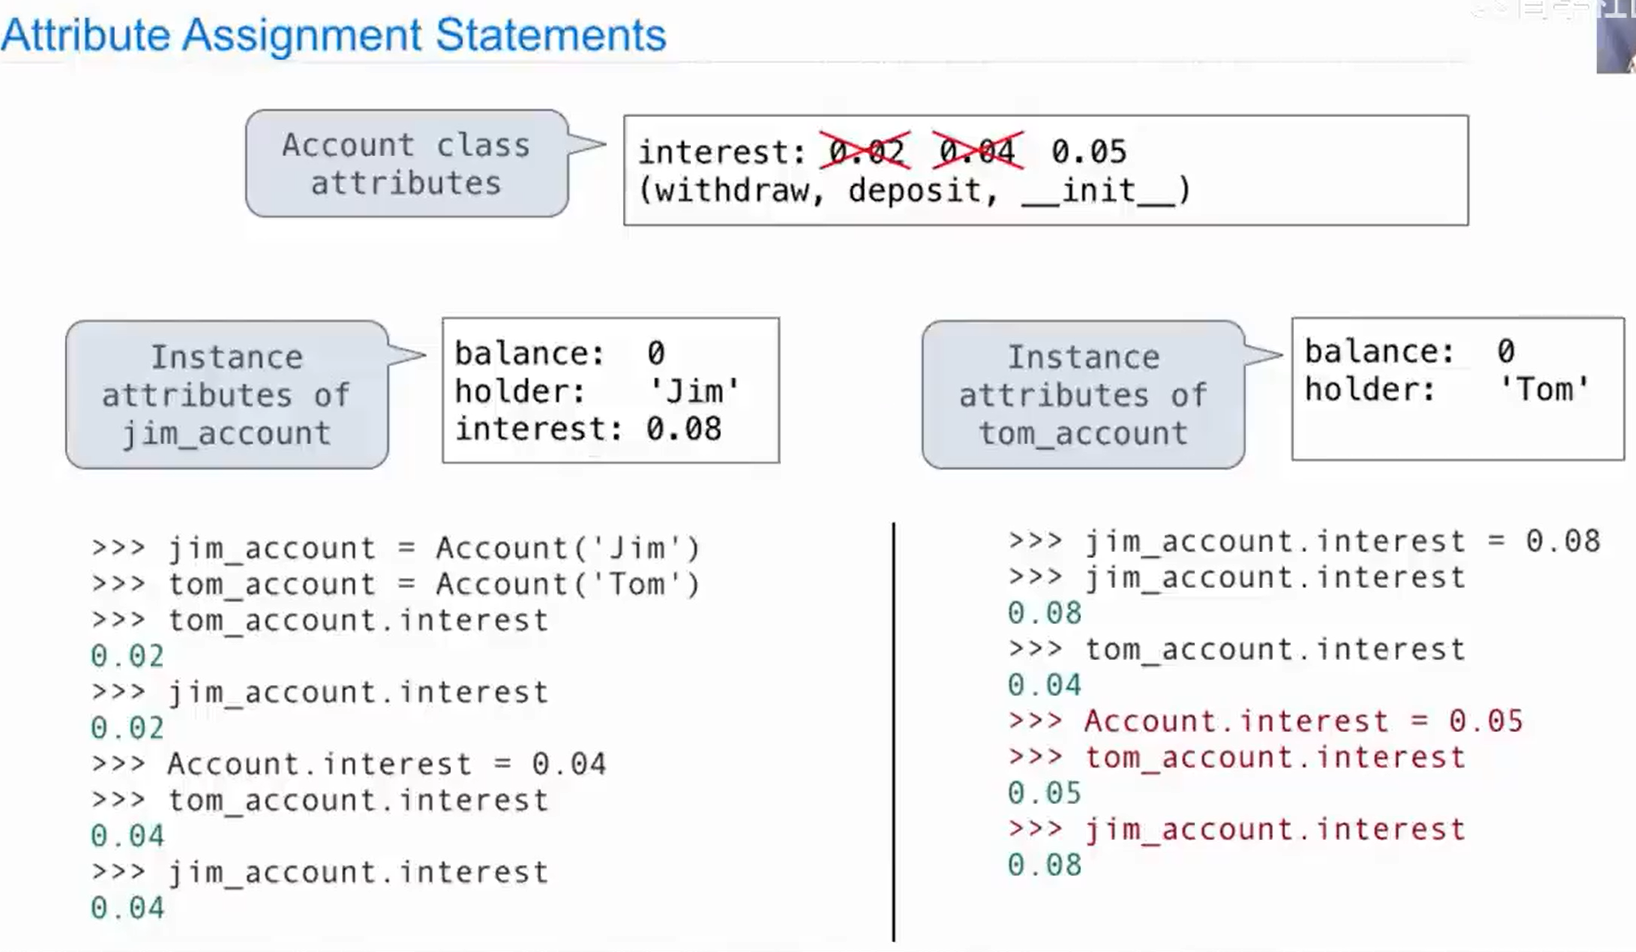 Attribute Assignment Statements
Account class
attributes
interest: 0.02 0.04 0.05
(withdraw, deposit, __init__)
Instance
attributes of
jim_account
balance: 0
holder: 'Jim'
interest: 0.08
Instance
attributes of
tom_account
balance: 0
holder: 'Tom'
>>> jim_account = Account('Jim')
>>> tom_account = Account('Tom')
>>> tom_account.interest
0.02
>>> jim_account.interest
0.02
>>> Account.interest = 0.04
>>> tom_account.interest
0.04
>>> jim_account.interest
0.04
>>> jim_account.interest = 0.08
>>> jim_account.interest
0.08
>>> tom_account.interest
0.04
>>> Account.interest = 0.05
>>> tom_account.interest
0.05
>>> jim_account.interest
0.08